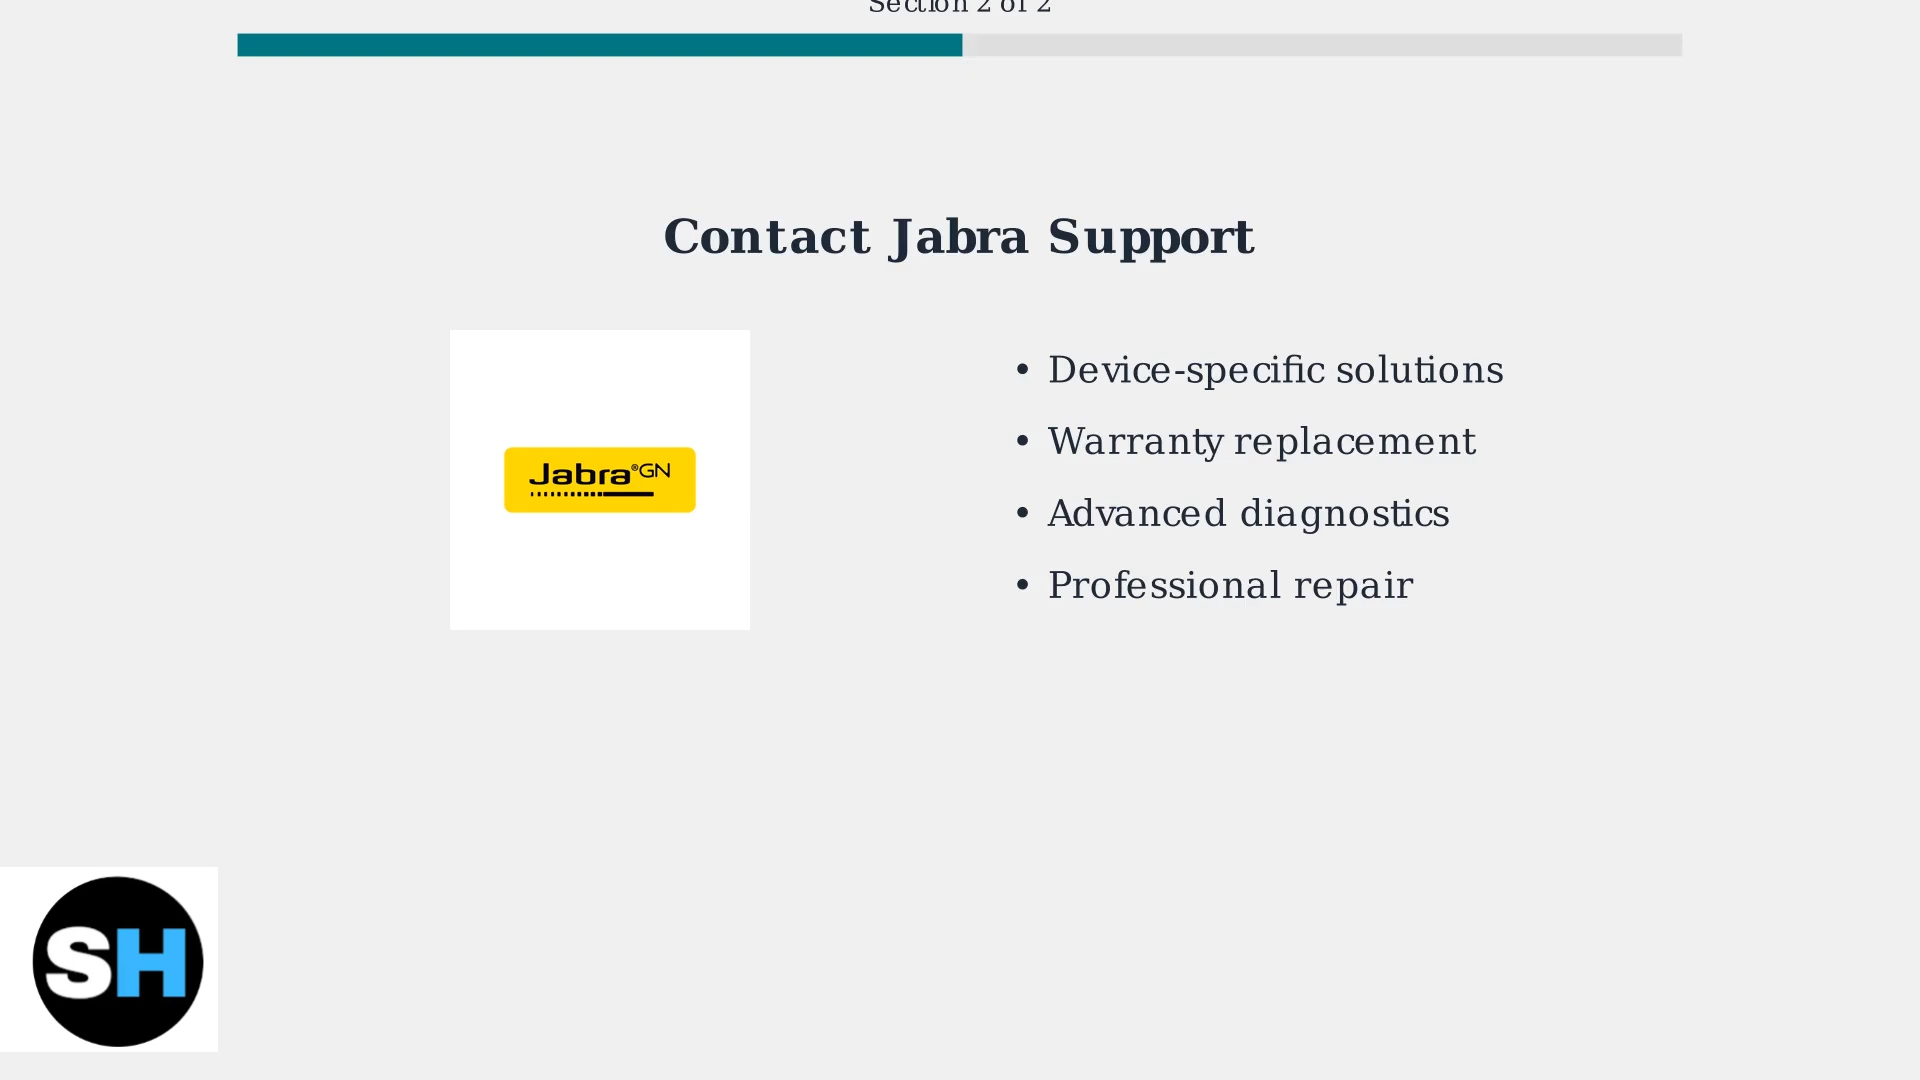 Section 2 of 2
Contact Jabra Support
Jabra®GN
• Device-specific solutions
• Warranty replacement
• Advanced diagnostics
• Professional repair
SH